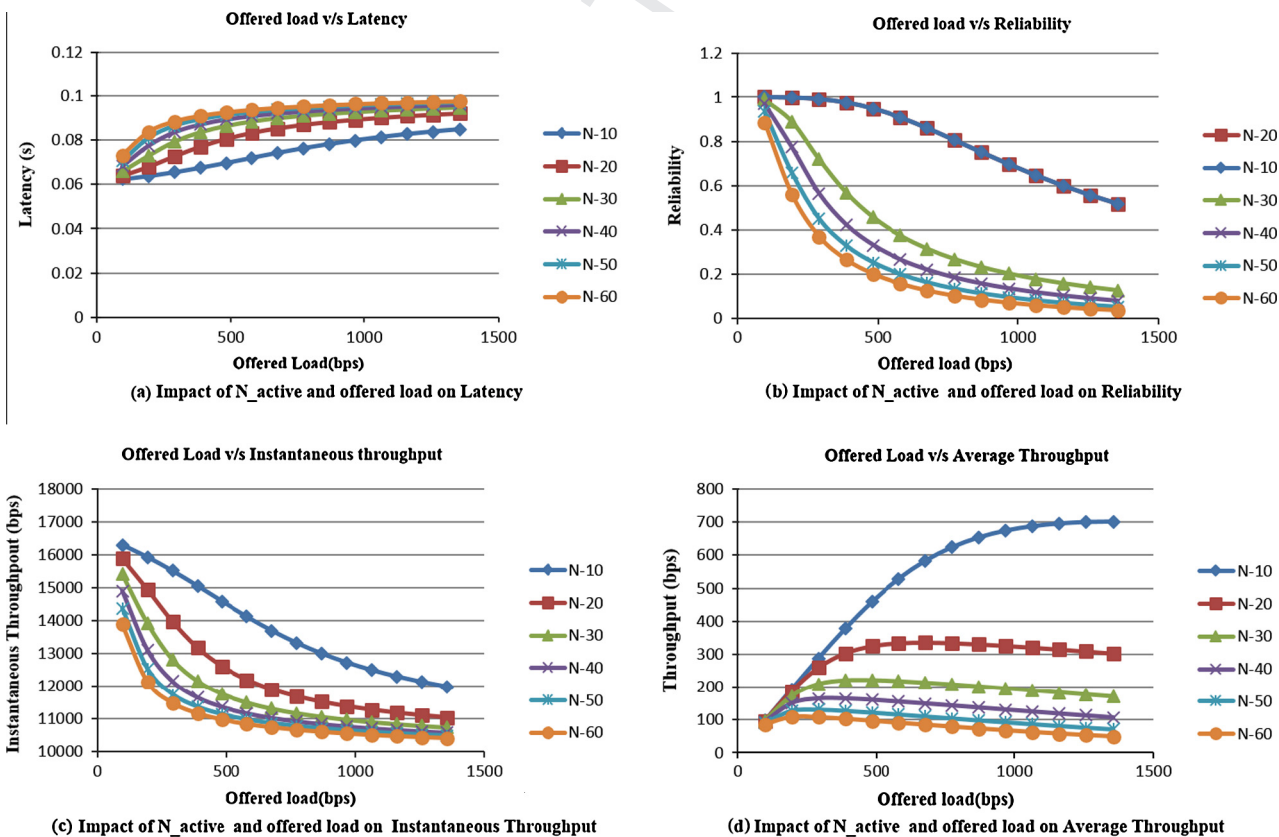 Offered load v/s Latency
0.12
0.1
0.08
0.06
0.04
0.02
0
Latency (s)
0 500 1000 1500
Offered Load(bps)
N-10
N-20
N-30
N-40
N-50
N-60
(a) Impact of N_active and offered load on Latency
Offered load v/s Reliability
1.2
1
0.8
0.6
0.4
0.2
0
Reliability
0 500 1000 1500
Offered load (bps)
N-20
N-10
N-30
N-40
N-50
N-60
(b) Impact of N_active and offered load on Reliability
Offered Load v/s Instantaneous throughput
18000
17000
16000
15000
14000
13000
12000
11000
10000
Instantaneous Throughpout (bps)
0 500 1000 1500
Offered load(bps)
N-10
N-20
N-30
N-40
N-50
N-60
(c) Impact of N_active and offered load on Instantaneous Throughput
Offered Load v/s Average Throughput
800
700
600
500
400
300
200
100
0
Throughput (bps)
0 500 1000 1500
Offered load(bps)
N-10
N-20
N-30
N-40
N-50
N-60
(d) Impact of N_active and offered load on Average Throughput